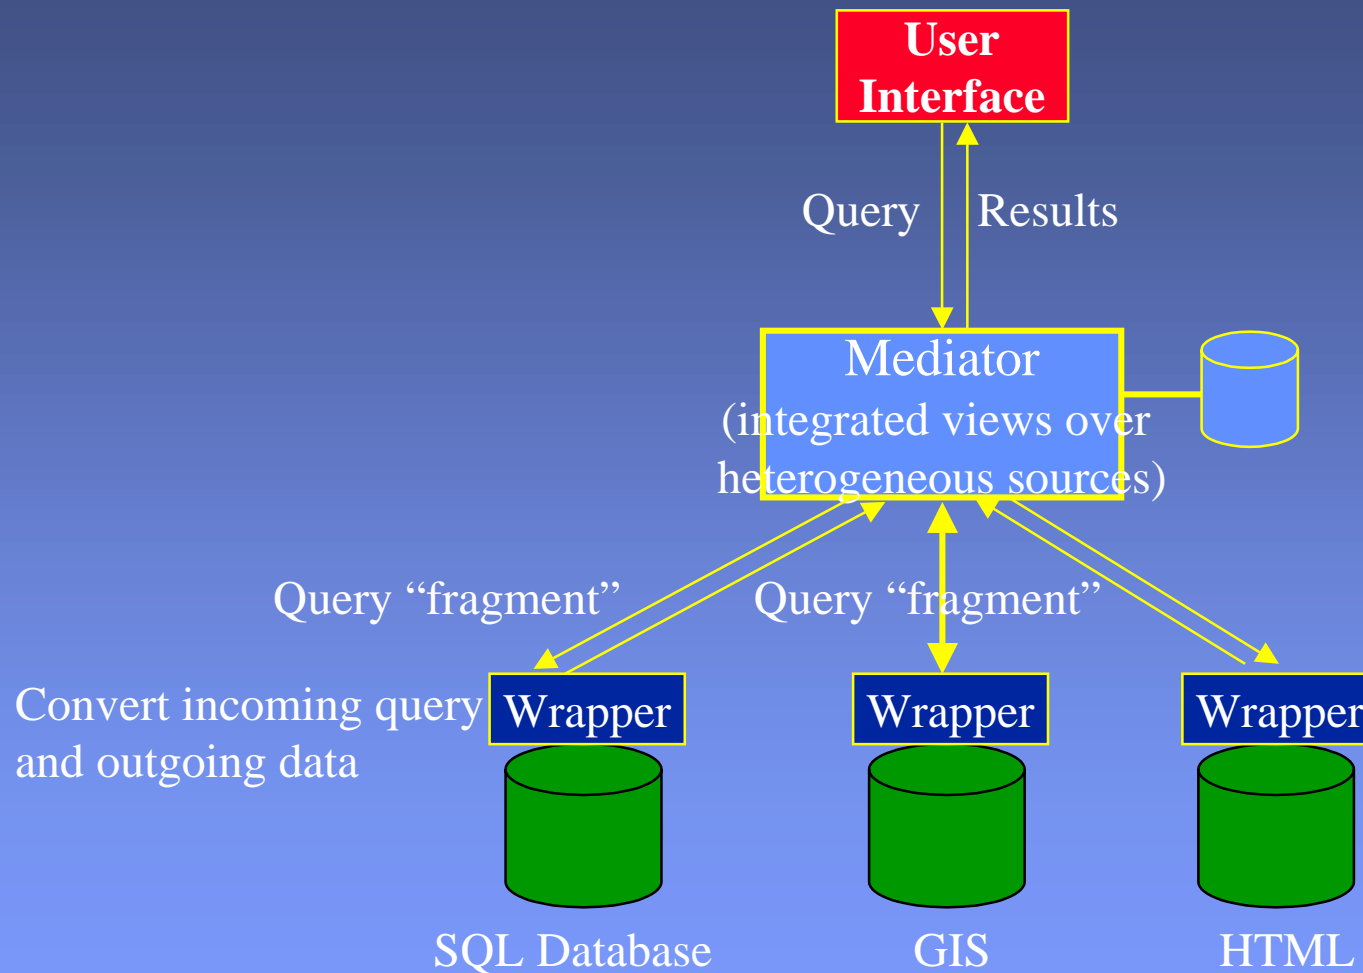 User
Interface
Query
Results
Mediator
(integrated views over
heterogeneous sources)
Query “fragment”
Query “fragment”
Convert incoming query
and outgoing data
Wrapper
Wrapper
Wrapper
SQL Database
GIS
HTML